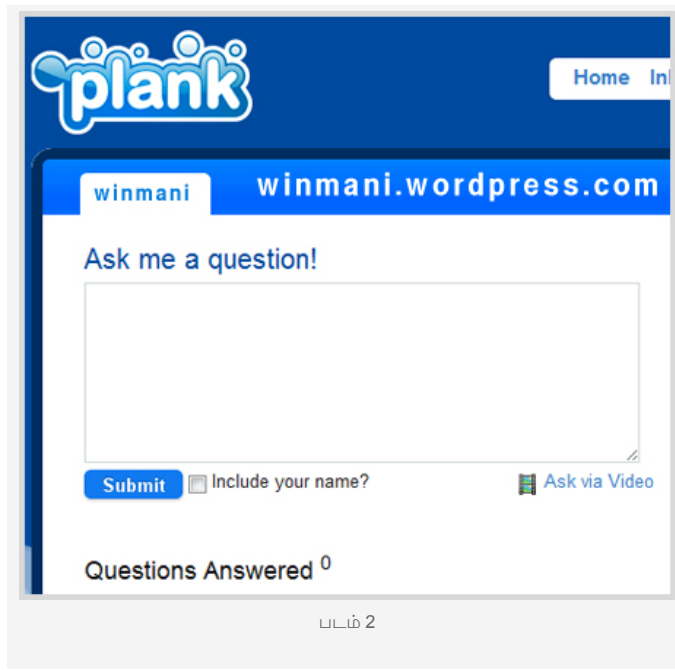 plank
Home
winmani winmani.wordpress.com
Ask me a question!
Submit Include your name? Ask via Video
Questions Answered 0
படம் 2